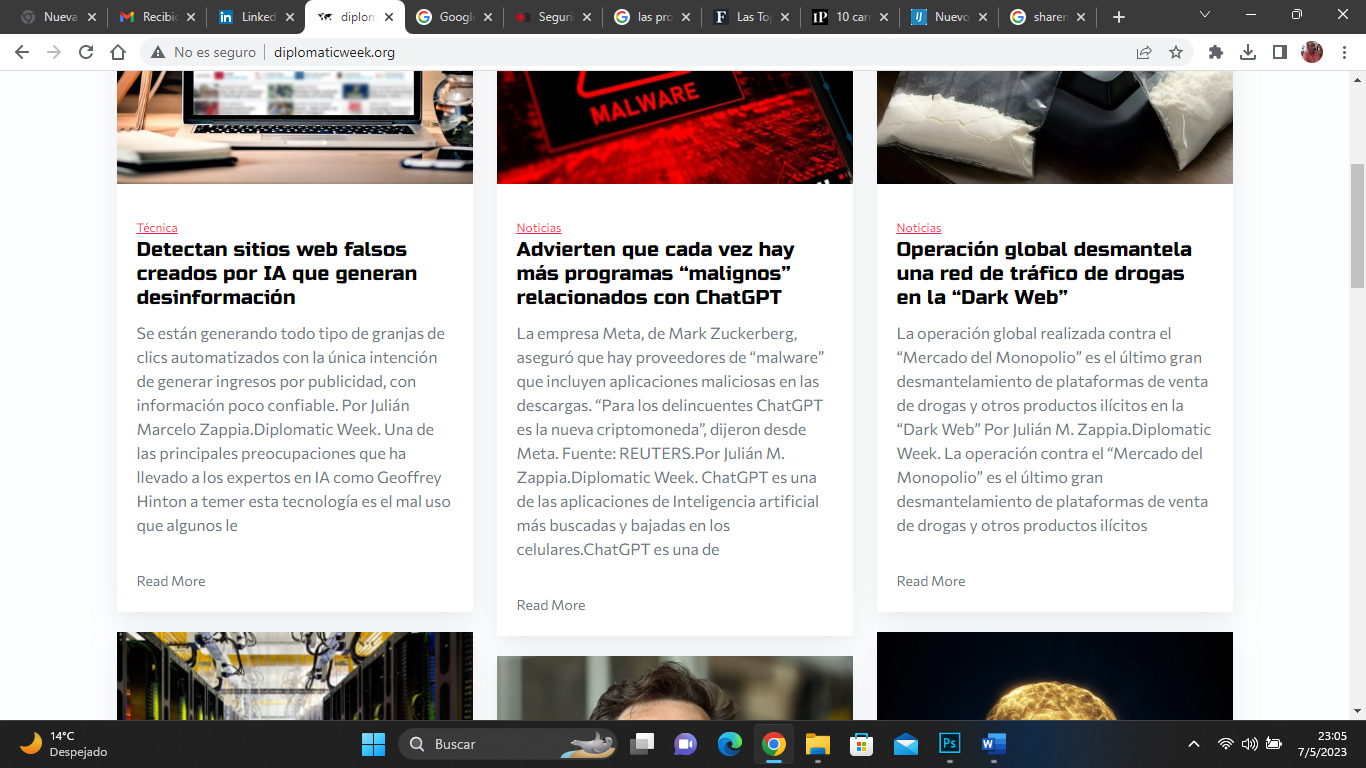 Nueva
Recibid
Linked
diplom
Google
Seguri
las pro
Las To
10 carr
Nuevo
sharen
No es seguro
diplomaticweek.org
MALWARE
Técnica
Detectan sitios web falsos
creados por IA que generan
desinformación
Se están generando todo tipo de granjas de
clics automatizados con la única intención
de generar ingresos por publicidad, con
información poco confiable. Por Julián
Marcelo Zappia.Diplomatic Week. Una de
las principales preocupaciones que ha
llevado a los expertos en IA como Geoffrey
Hinton a temer esta tecnología es el mal uso
que algunos le
Read More
Noticias
Advierten que cada vez hay
más programas “malignos”
relacionados con ChatGPT
La empresa Meta, de Mark Zuckerberg,
aseguró que hay proveedores de “malware”
que incluyen aplicaciones maliciosas en las
descargas. “Para los delincuentes ChatGPT
es la nueva criptomoneda”, dijeron desde
Meta. Fuente: REUTERS.Por Julián M.
Zappia.Diplomatic Week. ChatGPT es una
de las aplicaciones de Inteligencia artificial
más buscadas y bajadas en los
celulares.ChatGPT es una de
Read More
Noticias
Operación global desmantela
una red de tráfico de drogas
en la “Dark Web”
La operación global realizada contra el
“Mercado del Monopolio” es el último gran
desmantelamiento de plataformas de venta
de drogas y otros productos ilícitos en la
“Dark Web” Por Julián M. Zappia.Diplomatic
Week. La operación contra el “Mercado del
Monopolio” es el último gran
desmantelamiento de plataformas de venta
de drogas y otros productos ilícitos
Read More
14°C
Despejado
Buscar
23:05
7/5/2023